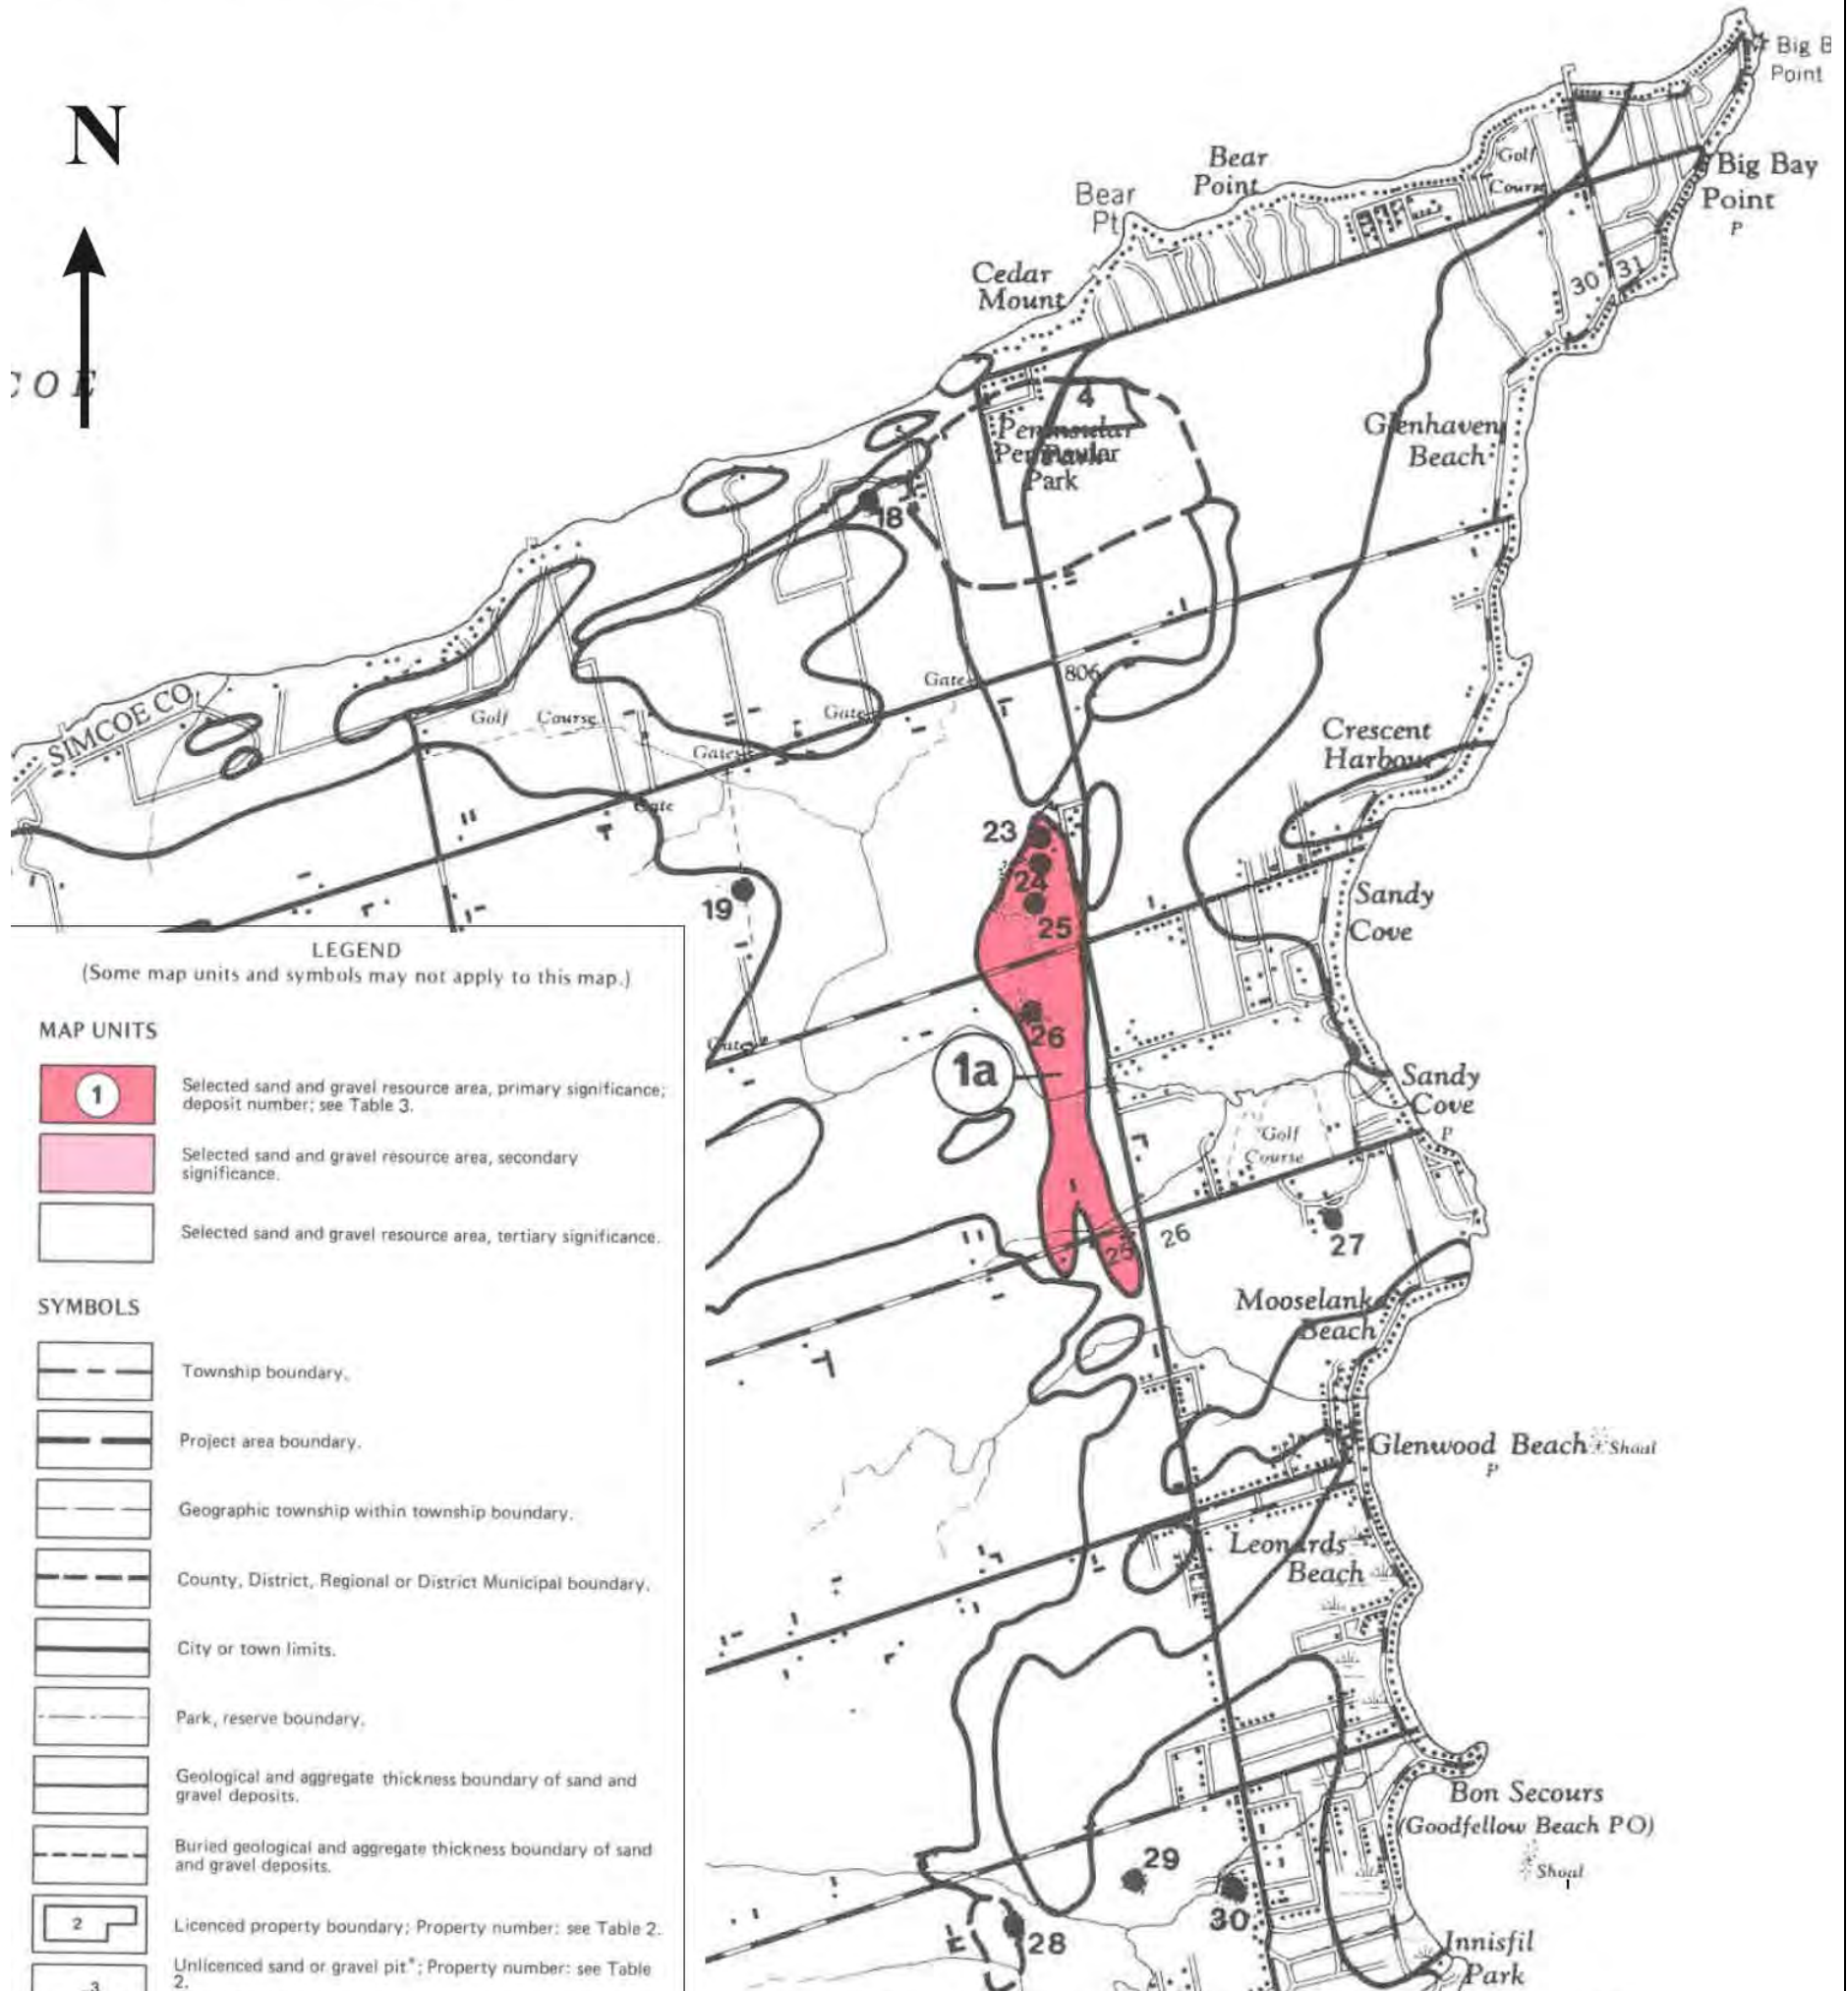 Big B
Point
N
Big Bay
Point
P
Bear
Point
Bear
Pt
Golf
Course
Cedar
Mount
30
31
COE
4
Peninsular
Peninsular
Park
Park
Glenhaven
Beach
18
806
Gate
SIMCOE CO
Golf Course
Gate
Gate
Gate
Crescent
Harbour
23
24
19
25
Sandy
Cove
26
Gate
1a
Sandy
Cove
P
Golf
Course
26
25
27
Mooselanka
Beach
Glenwood Beach
Shoal
P
Leonards
Beach
Bon Secours
(Goodfellow Beach PO)
Shoal
29
30
28
Innisfil
Park
LEGEND
(Some map units and symbols may not apply to this map.)
MAP UNITS
1
Selected sand and gravel resource area, primary significance;
deposit number; see Table 3.
Selected sand and gravel resource area, secondary
significance.
Selected sand and gravel resource area, tertiary significance.
SYMBOLS
Township boundary.
Project area boundary.
Geographic township within township boundary.
County, District, Regional or District Municipal boundary.
City or town limits.
Park, reserve boundary.
Geological and aggregate thickness boundary of sand and
gravel deposits.
Buried geological and aggregate thickness boundary of sand
and gravel deposits.
2
Licenced property boundary; Property number: see Table 2.
Unlicenced sand or gravel pit*; Property number: see Table
2.
3